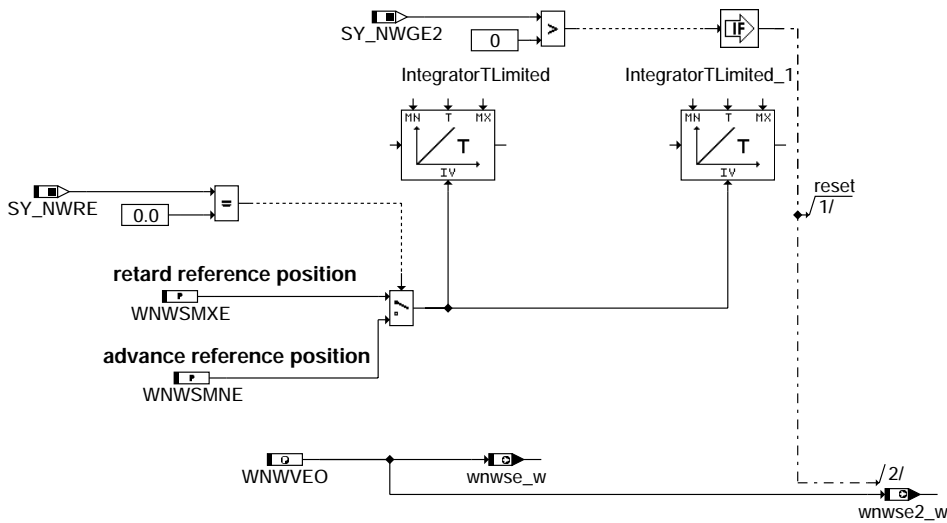 SY_NWGE2
0
>
IF
IntegratorTLimited
IntegratorTLimited_1
MN T MX
T
IV
MN T MX
T
IV
SY_NWRE
0.0
=
reset
1/
retard reference position
P
WNWSMXE
advance reference position
P
WNWSMNE
WNWVEO
wnwse_w
2/
wnwse2_w